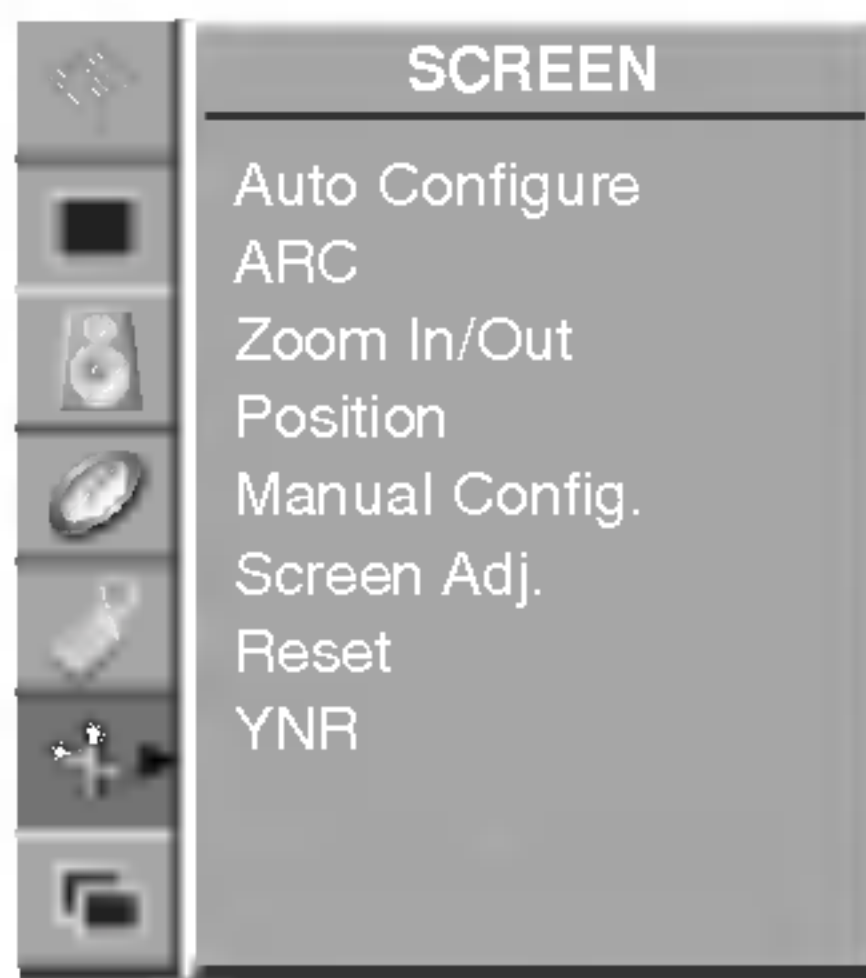 SCREEN
Auto Configure
ARC
Zoom In/Out
Position
Manual Config.
Screen Adj.
Reset
YNR